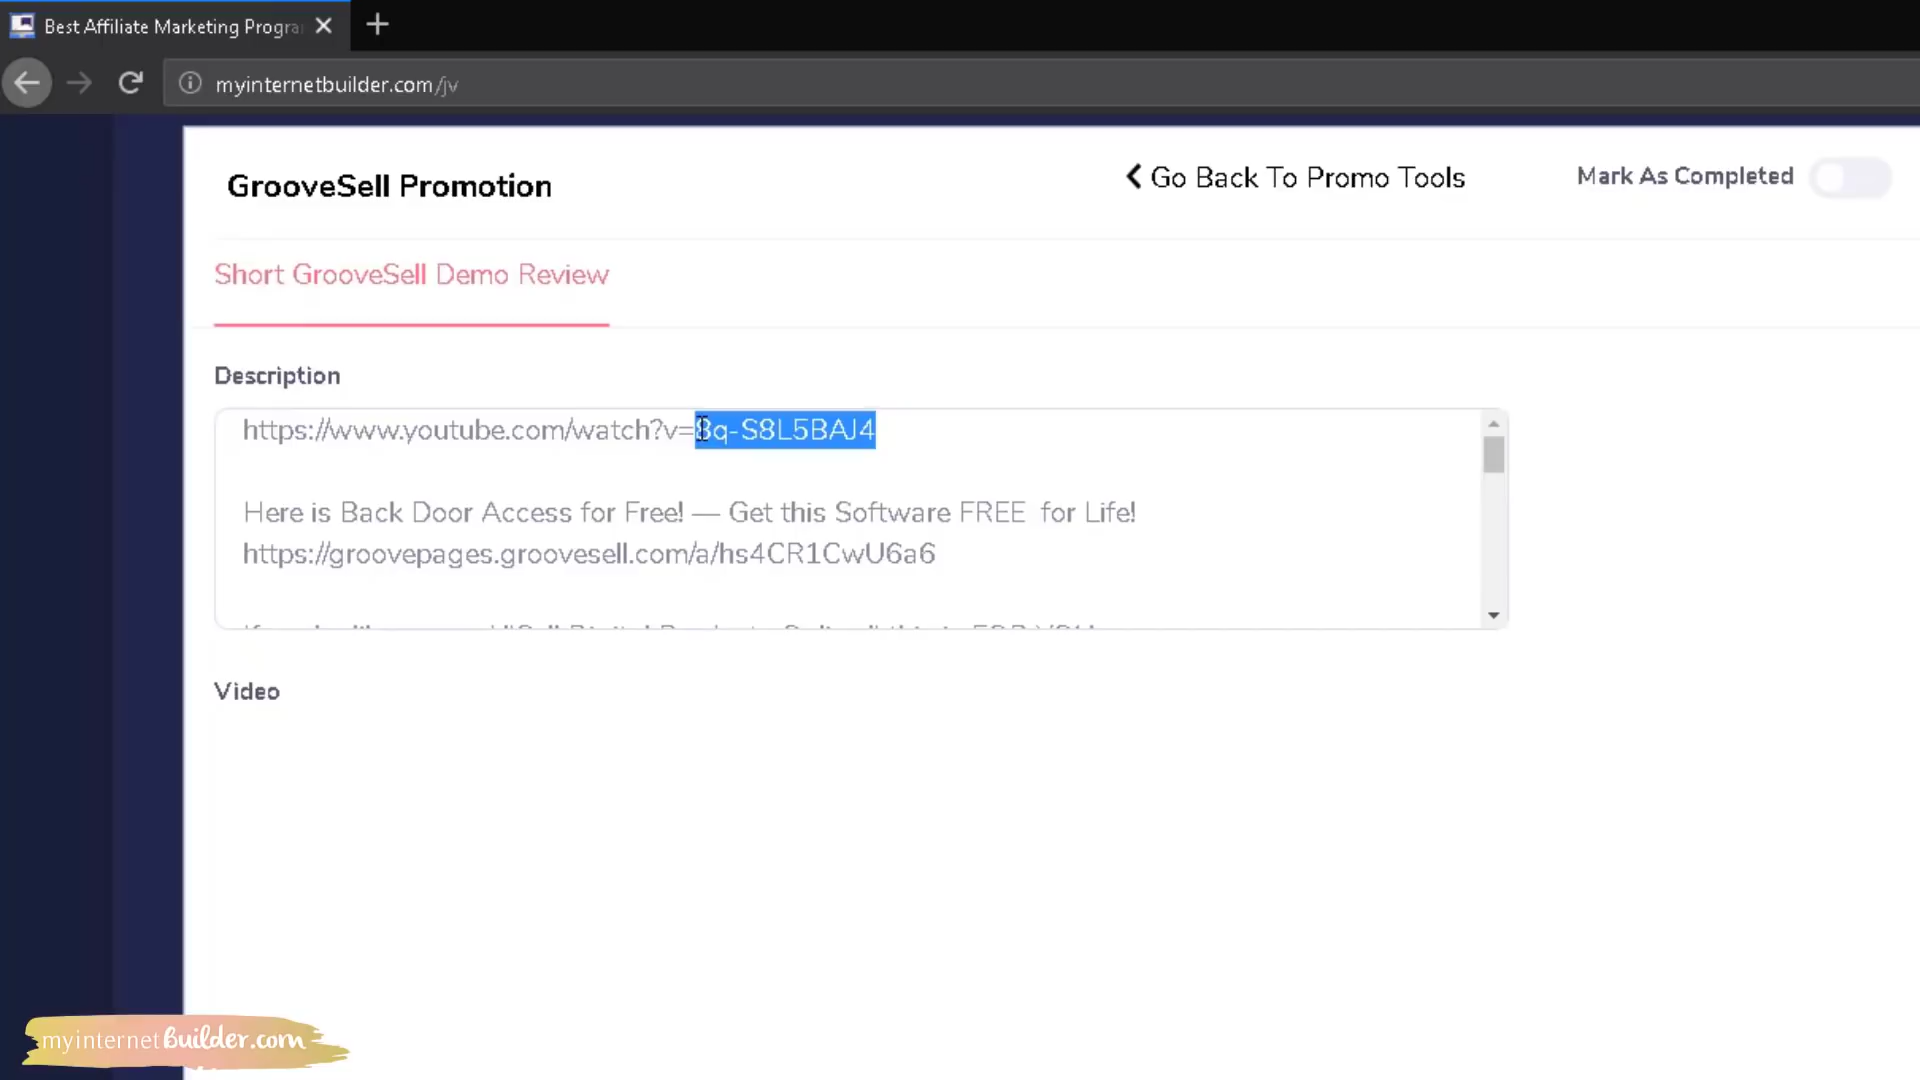 Best Affiliate Marketing Progra
myinternetbuilder.com/jv
GrooveSell Promotion
Go Back To Promo Tools
Mark As Completed
Short GrooveSell Demo Review
Description
https://www.youtube.com/watch?v=8q-S8L5BAJ4
Here is Back Door Access for Free! — Get this Software FREE for Life!
https://groovepages.groovesell.com/a/hs4CR1CwU6a6
Video
myinternetBuilder.com